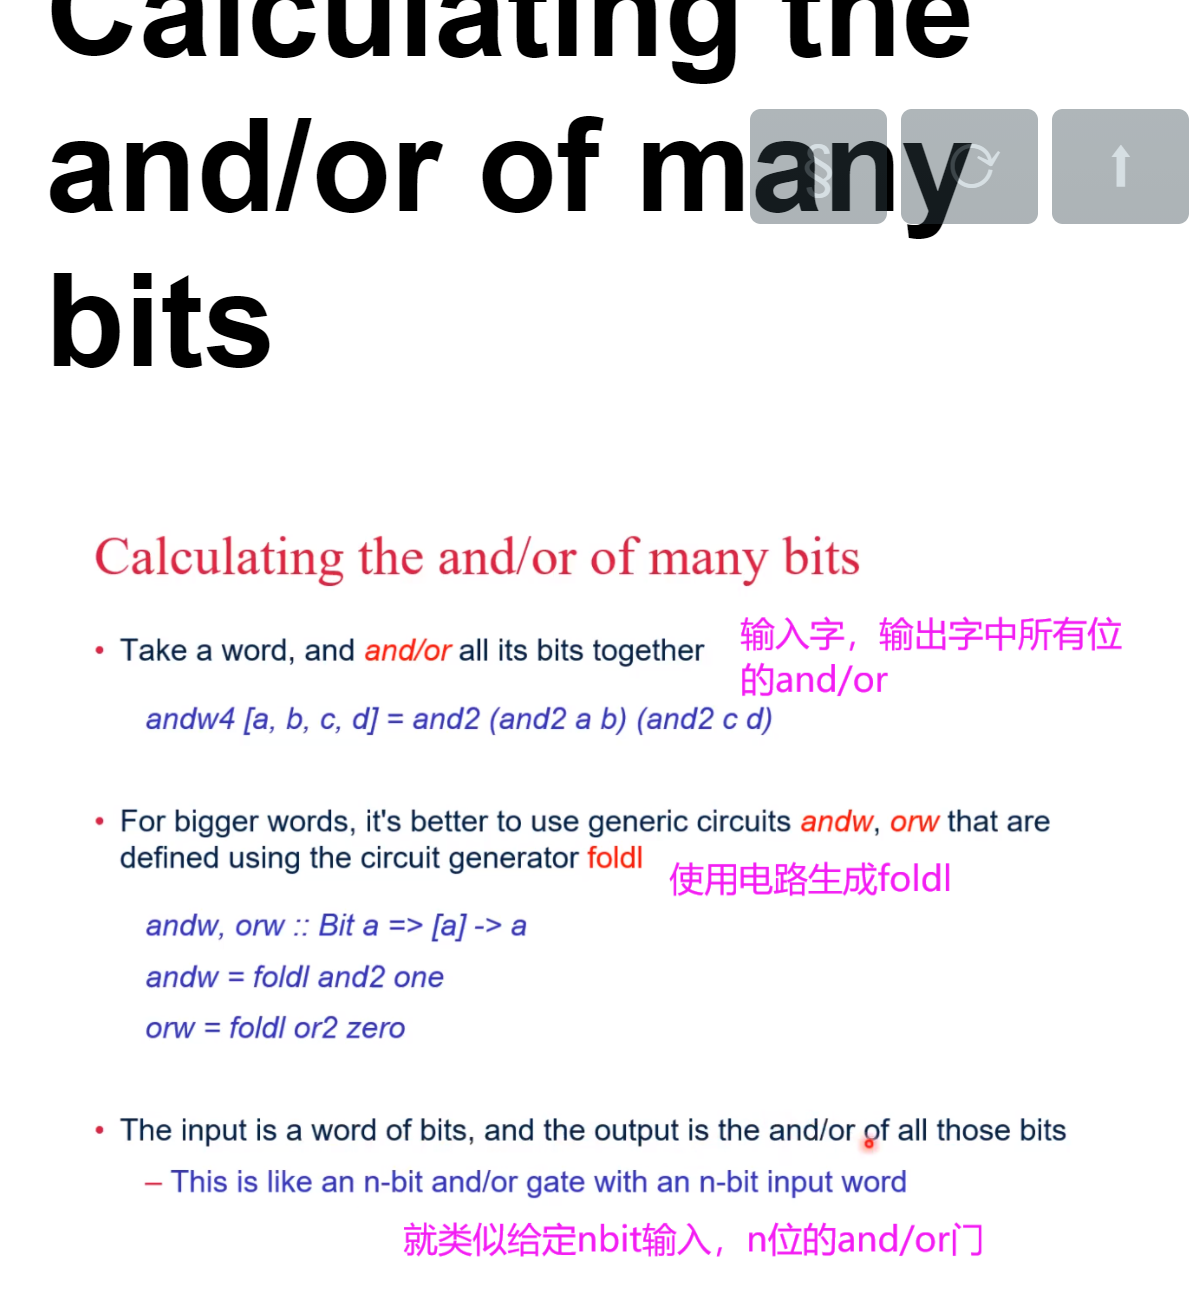 Calculating the
and/or of many
bits
§
Calculating the and/or of many bits
• Take a word, and and/or all its bits together
输入字，输出字中所有位
的and/or
andw4 [a, b, c, d] = and2 (and2 a b) (and2 c d)
• For bigger words, it's better to use generic circuits andw, orw that are
defined using the circuit generator foldl
使用电路生成foldl
andw, orw :: Bit a => [a] -> a
andw = foldl and2 one
orw = foldl or2 zero
• The input is a word of bits, and the output is the and/or of all those bits
– This is like an n-bit and/or gate with an n-bit input word
就类似给定nbit输入，n位的and/or门